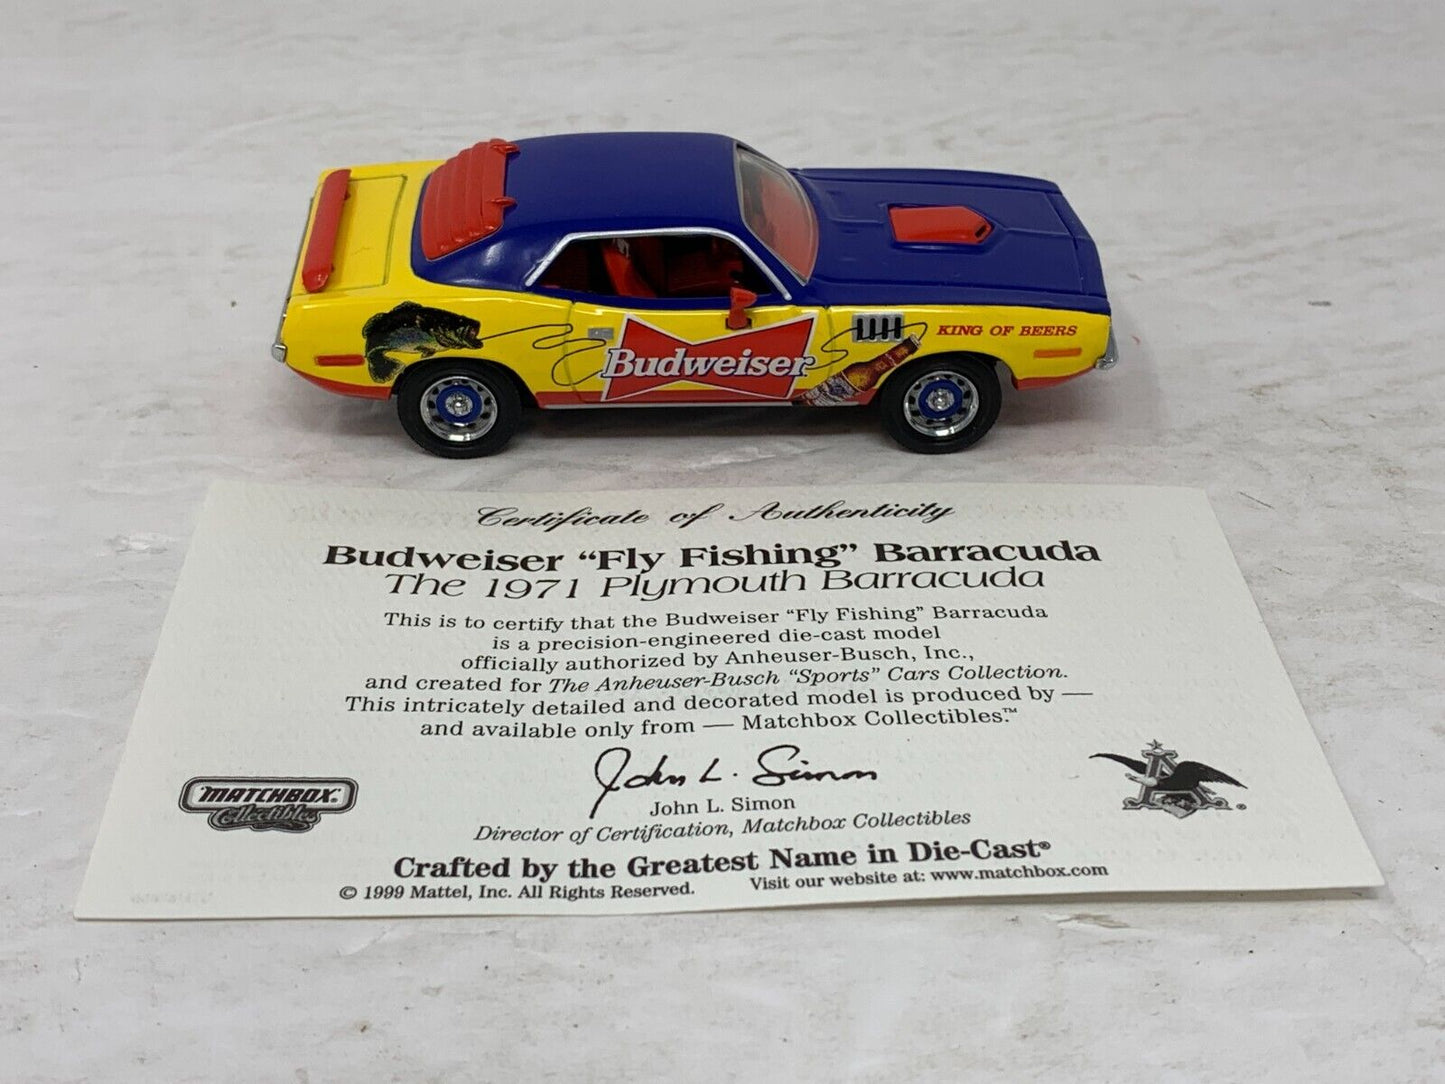 Budweiser
KING OF BEERS
Certificate of Authenticity
Budweiser “Fly Fishing” Barracuda
The 1971 Plymouth Barracuda
This is to certify that the Budweiser “Fly Fishing” Barracuda
is a precision-engineered die-cast model
officially authorized by Anheuser-Busch, Inc.,
and created for The Anheuser-Busch “Sports” Cars Collection.
This intricately detailed and decorated model is produced by —
and available only from — Matchbox Collectibles.™
John L. Simon
John L. Simon
Director of Certification, Matchbox Collectibles
MATCHBOX®
Collectibles
A
®
Crafted by the Greatest Name in Die-Cast®
© 1999 Mattel, Inc. All Rights Reserved.
Visit our website at: www.matchbox.com